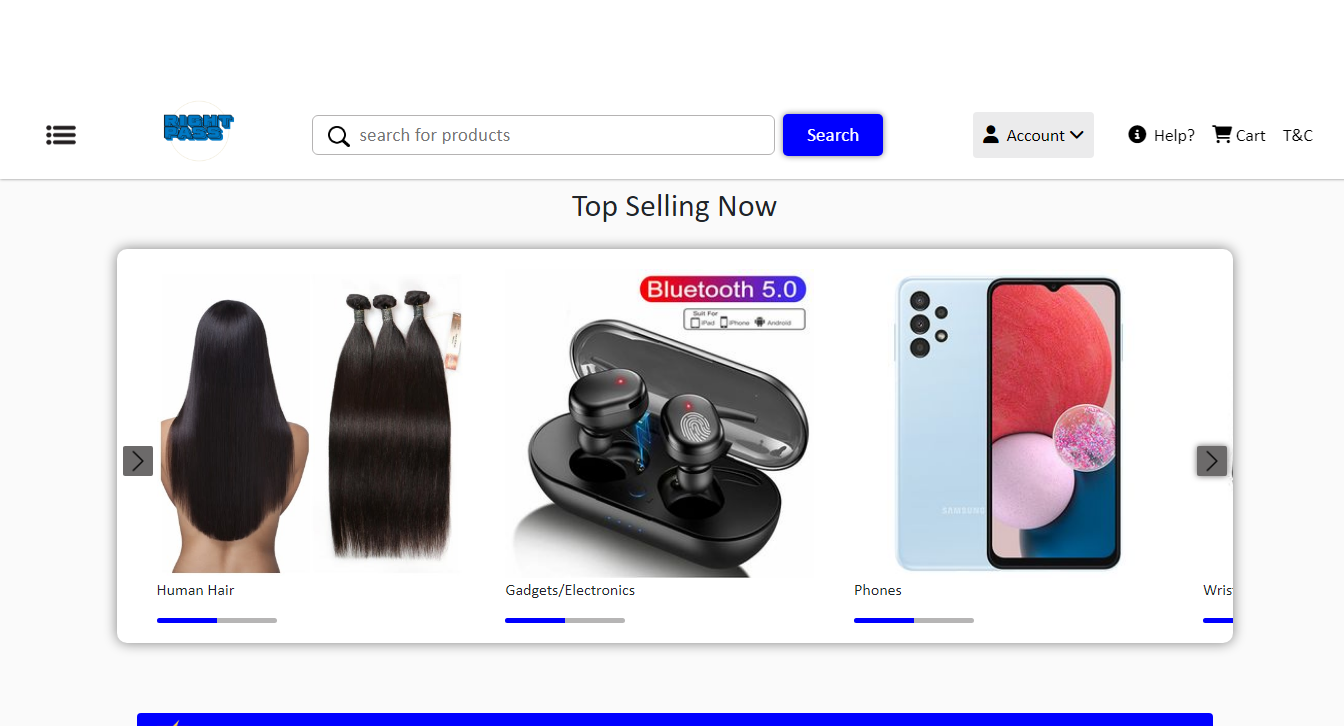 RIGHT
PASS
search for products
Search
Account
Help?
Cart
T&C
Top Selling Now
Bluetooth 5.0
Suit For
iPad iPhone Android
SAMSUNG
Human Hair
Gadgets/Electronics
Phones
Wris